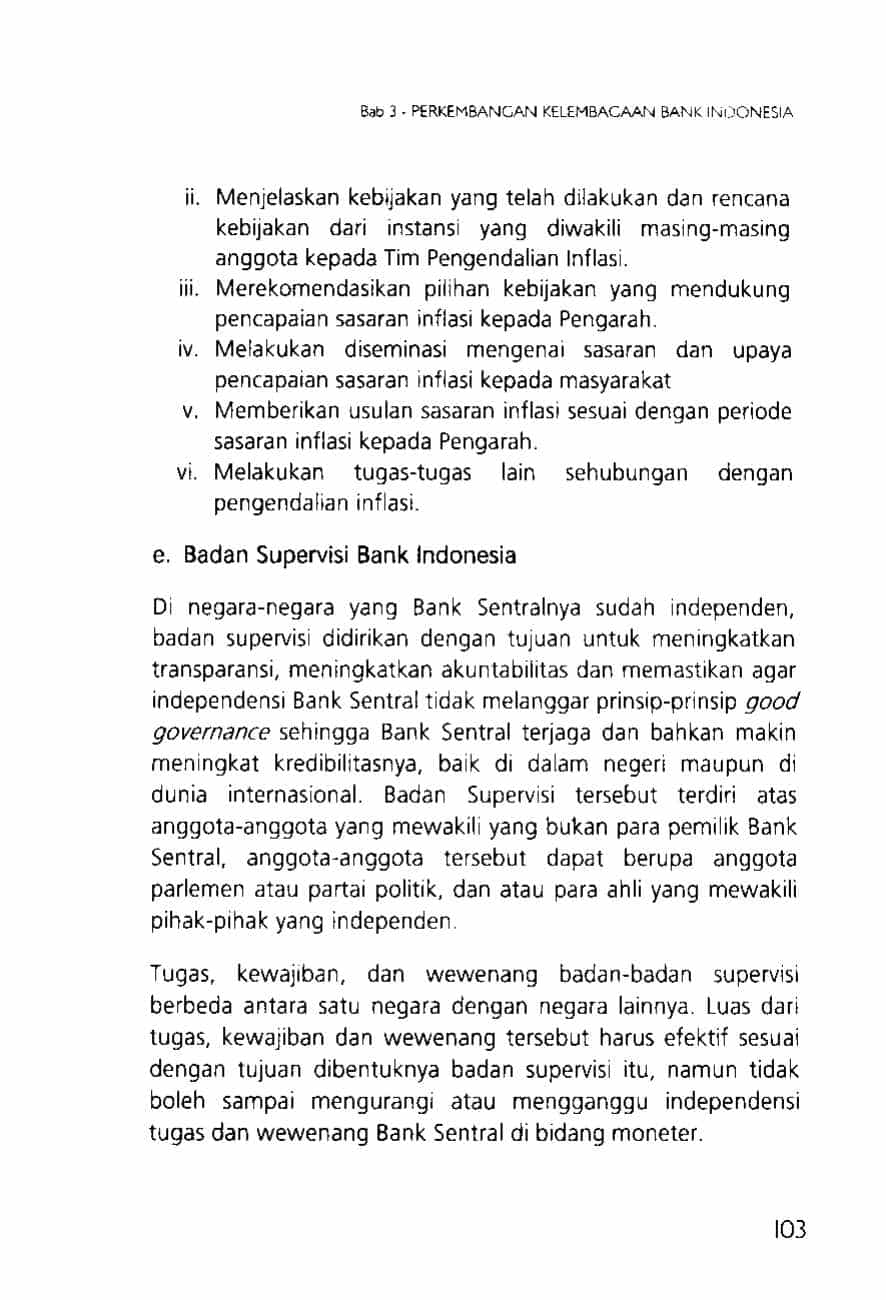 Bab 3 - PERKEMBANGAN KELEMBAGAAN BANK INDONESIA
ii. Menjelaskan kebijakan yang telah dilakukan dan rencana
kebijakan dari instansi yang diwakili masing-masing
anggota kepada Tim Pengendalian Inflasi.
iii. Merekomendasikan pilihan kebijakan yang mendukung
pencapaian sasaran inflasi kepada Pengarah.
iv. Melakukan diseminasi mengenai sasaran dan upaya
pencapaian sasaran inflasi kepada masyarakat
v. Memberikan usulan sasaran inflasi sesuai dengan periode
sasaran inflasi kepada Pengarah.
vi. Melakukan tugas-tugas lain sehubungan dengan
pengendalian inflasi.
e. Badan Supervisi Bank Indonesia
Di negara-negara yang Bank Sentralnya sudah independen,
badan supervisi didirikan dengan tujuan untuk meningkatkan
transparansi, meningkatkan akuntabilitas dan memastikan agar
independensi Bank Sentral tidak melanggar prinsip-prinsip good
governance sehingga Bank Sentral terjaga dan bahkan makin
meningkat kredibilitasnya, baik di dalam negeri maupun di
dunia internasional. Badan Supervisi tersebut terdiri atas
anggota-anggota yang mewakili yang bukan para pemilik Bank
Sentral, anggota-anggota tersebut dapat berupa anggota
parlemen atau partai politik, dan atau para ahli yang mewakili
pihak-pihak yang independen.
Tugas, kewajiban, dan wewenang badan-badan supervisi
berbeda antara satu negara dengan negara lainnya. Luas dari
tugas, kewajiban dan wewenang tersebut harus efektif sesuai
dengan tujuan dibentuknya badan supervisi itu, namun tidak
boleh sampai mengurangi atau mengganggu independensi
tugas dan wewenang Bank Sentral di bidang moneter.
103